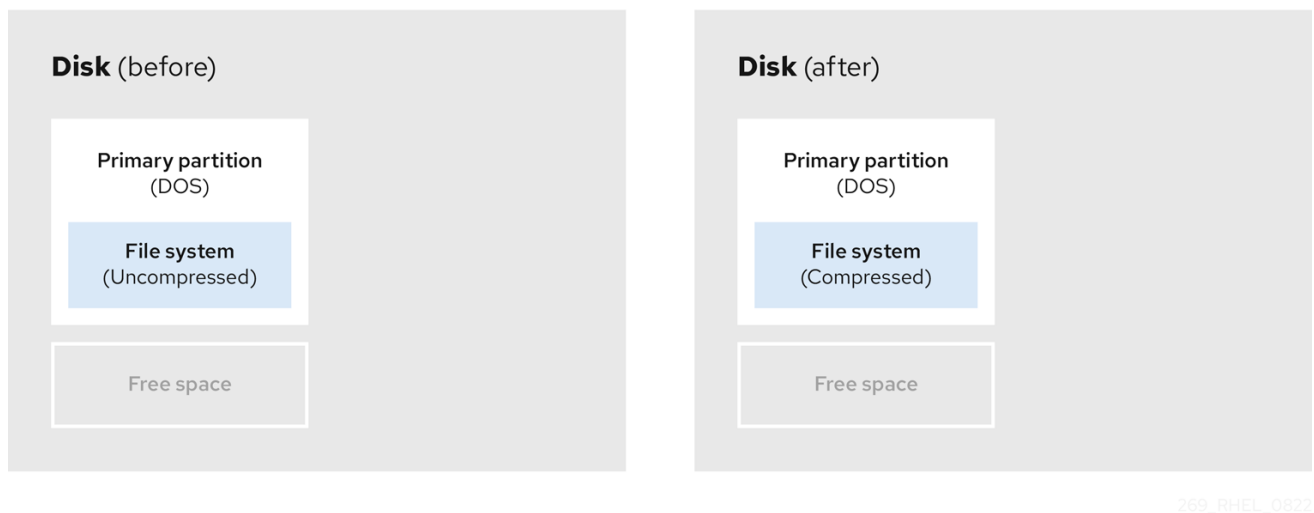 Disk (before)
Primary partition
(DOS)
File system
(Uncompressed)
Free space
Disk (after)
Primary partition
(DOS)
File system
(Compressed)
Free space
269_RHEL_0822